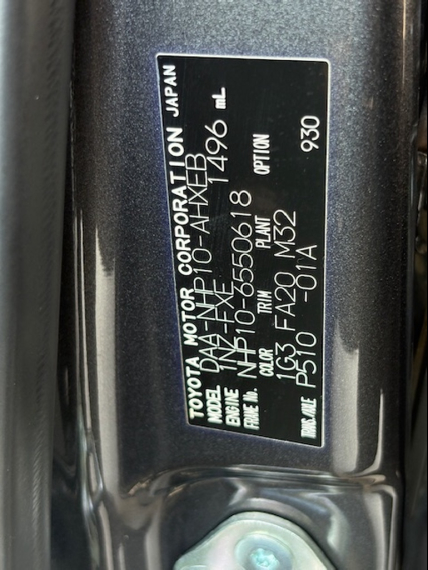 TOYOTA MOTOR CORPORATION JAPAN
MODEL DAA-NHP10-AHXEB
ENGINE 1NZ-FXE 1496 mL
FRAME No. NHP10-6550618
COLOR TRIM PLANT OPTION
1G3 FA20 M32
TRANS/AXLE P510 -01A 930